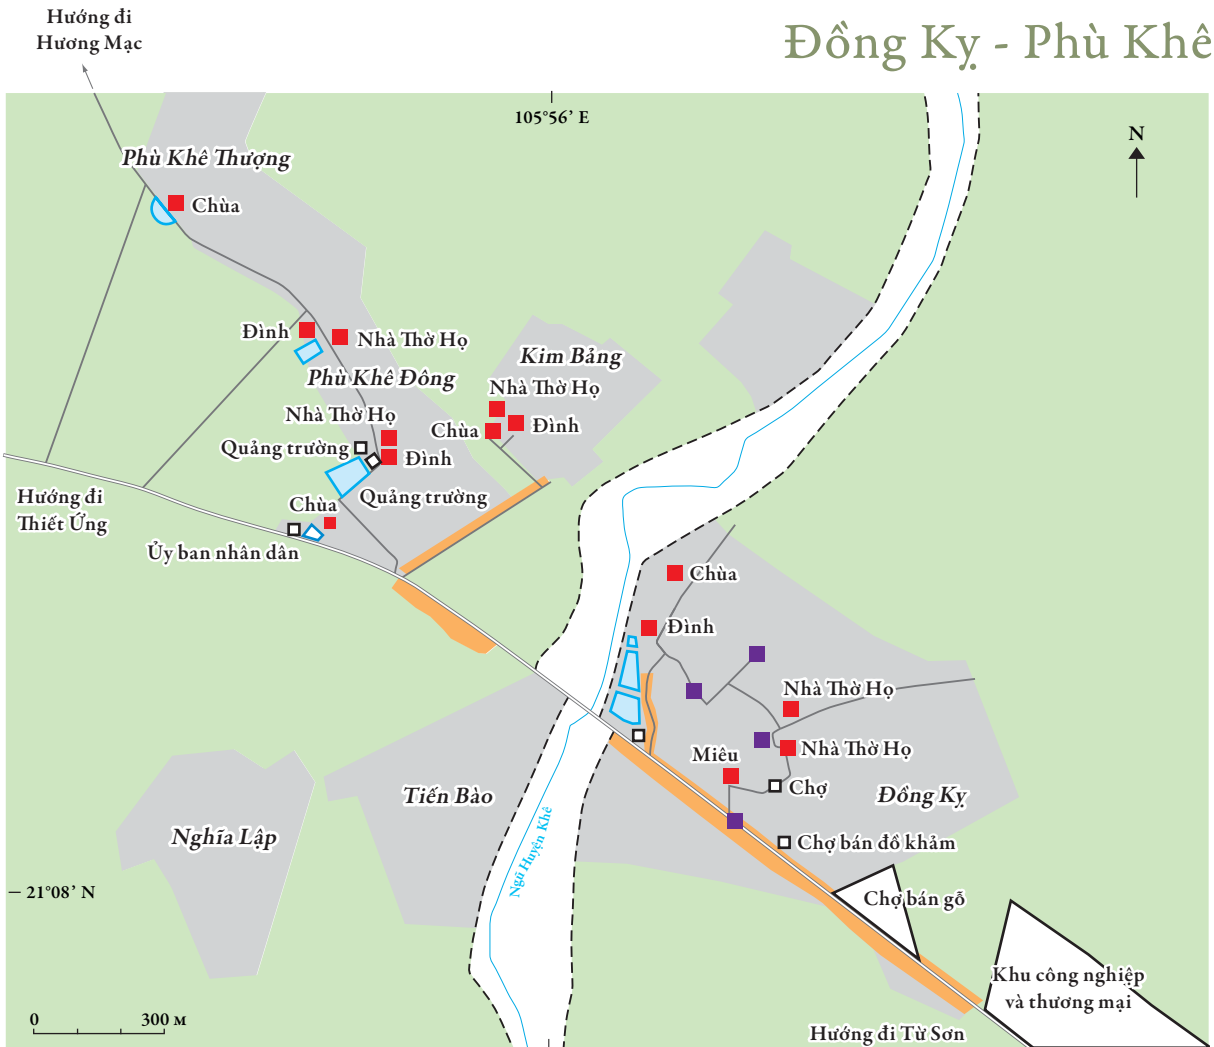 Hướng đi
Hương Mạc
Đồng Kỵ - Phù Khê
105°56’ E
N
Phù Khê Thượng
Chùa
Đình
Nhà Thờ Họ
Kim Bảng
Phù Khê Đông
Nhà Thờ Họ
Nhà Thờ Họ
Chùa
Đình
Quảng trường
Đình
Hướng đi
Thiết Ứng
Quảng trường
Chùa
Ủy ban nhân dân
Chùa
Đình
Nhà Thờ Họ
Nhà Thờ Họ
Miêu
Chợ
Đồng Kỵ
Tiến Bào
Nghĩa Lập
Ngũ Huyện Khê
Chợ bán đồ khảm
21°08’ N
Chợ bán gỗ
Khu công nghiệp
và thương mại
0 300 M
Hướng đi Từ Sơn